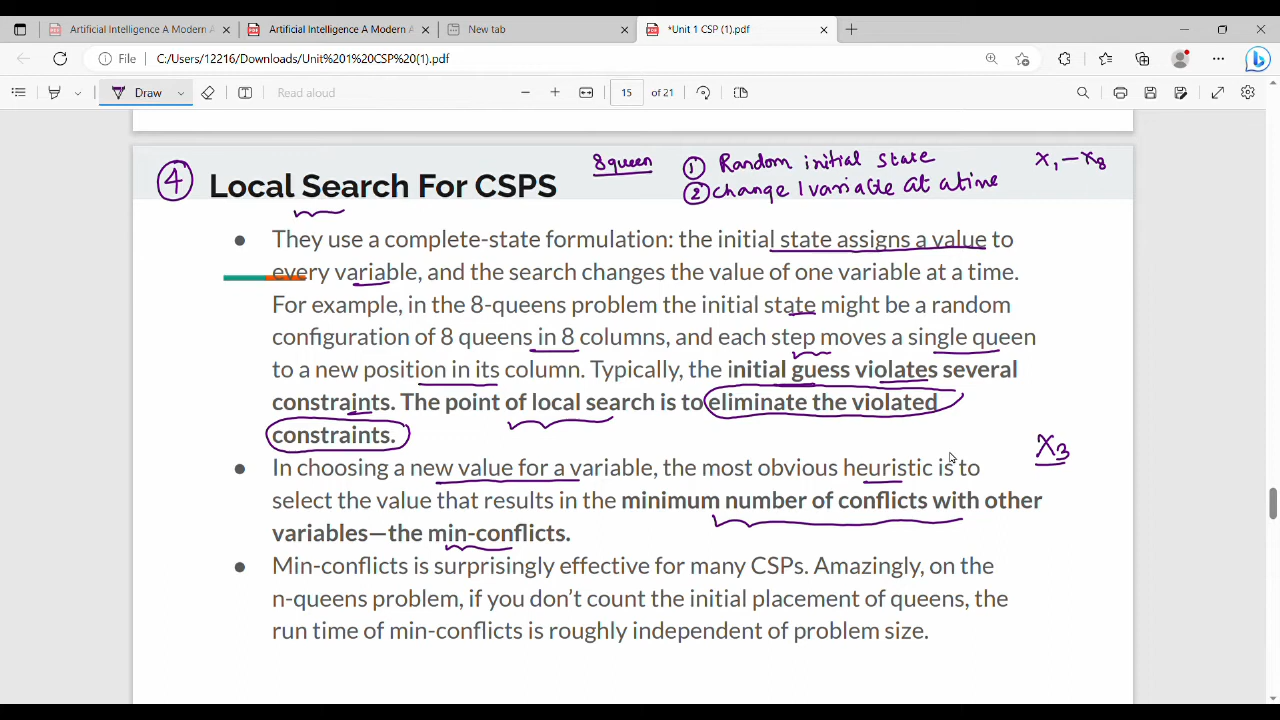 Artificial Intelligence A Modern A
Artificial Intelligence A Modern A
New tab
*Unit 1 CSP (1).pdf
File
C:/Users/12216/Downloads/Unit%201%20CSP%20(1).pdf
Draw
Read aloud
15 of 21
8queen
① Random initial state
x₁ – x₈
② change 1 variable at a time
④
Local Search For CSPS
● They use a complete-state formulation: the initial state assigns a value to
every variable, and the search changes the value of one variable at a time.
For example, in the 8-queens problem the initial state might be a random
configuration of 8 queens in 8 columns, and each step moves a single queen
to a new position in its column. Typically, the initial guess violates several
constraints. The point of local search is to eliminate the violated
constraints.
X₃
● In choosing a new value for a variable, the most obvious heuristic is to
select the value that results in the minimum number of conflicts with other
variables—the min-conflicts.
● Min-conflicts is surprisingly effective for many CSPs. Amazingly, on the
n-queens problem, if you don’t count the initial placement of queens, the
run time of min-conflicts is roughly independent of problem size.